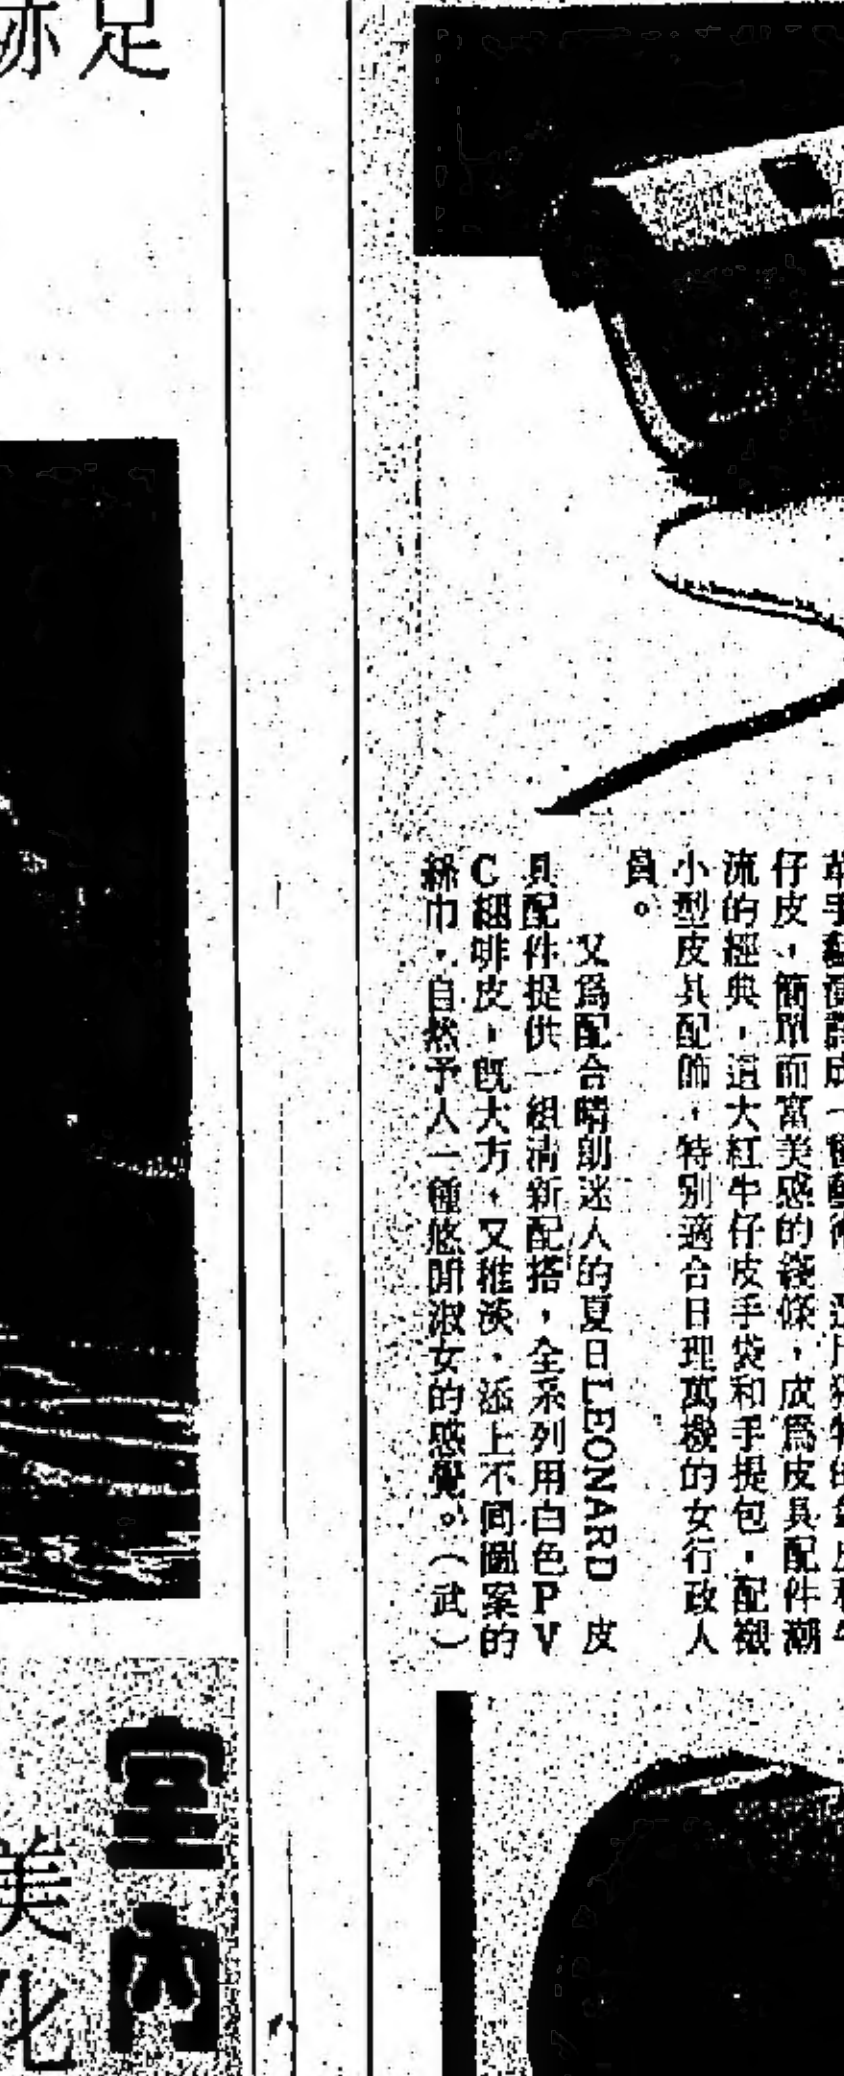 仔皮，簡單而富美感的綫條，成爲皮具配件潮
流的經典，這大紅牛仔皮手袋和手提包，配襯
小型皮具配飾，特別適合日理萬機的女行政人
員。
又爲配合晴朗迷人的夏日LEONARD 皮
具配件提供一組清新配搭，全系列用白色PV
C細啡皮，既大方，又雅淡，添上不同圖案的
絲巾，自然予人一種悠閒淑女的感覺。（武）
足
室內
美化